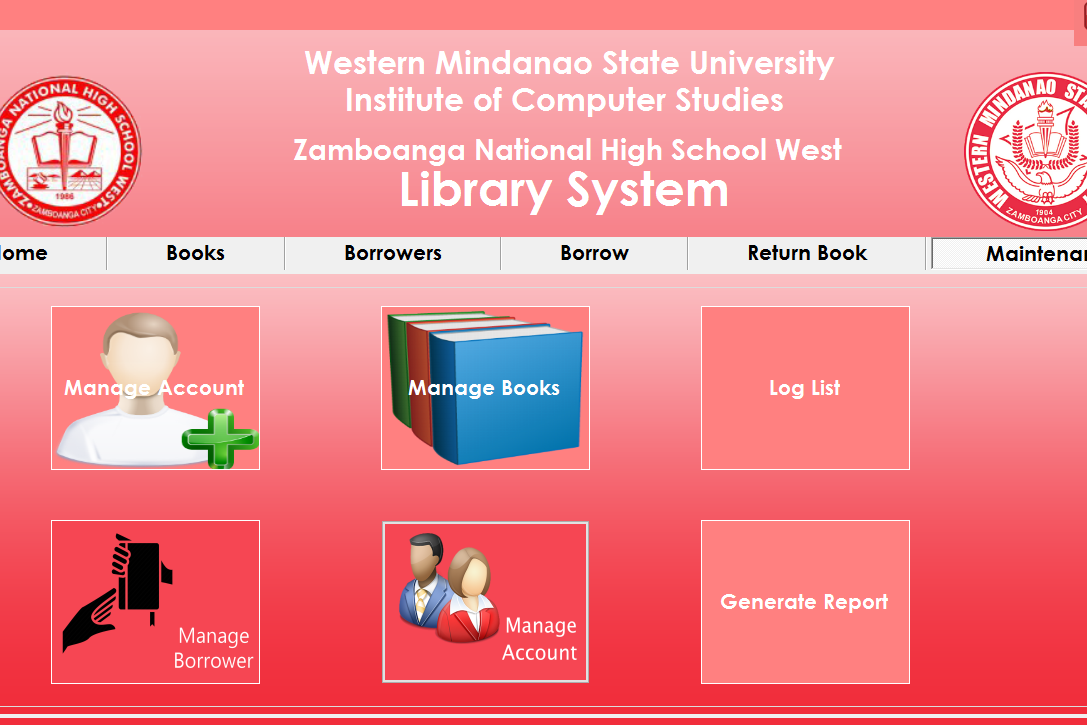 Western Mindanao State University
Institute of Computer Studies
Zamboanga National High School West
Library System
ZAMBOANGA NATIONAL HIGH SCHOOL WEST
1986
ZAMBOANGA CITY
WESTERN MINDANAO STA
1904
ZAMBOANGA CITY
ome Books Borrowers Borrow Return Book Maintenan
Manage Account Manage Books Log List
Manage
Borrower
Manage
Account
Generate Report